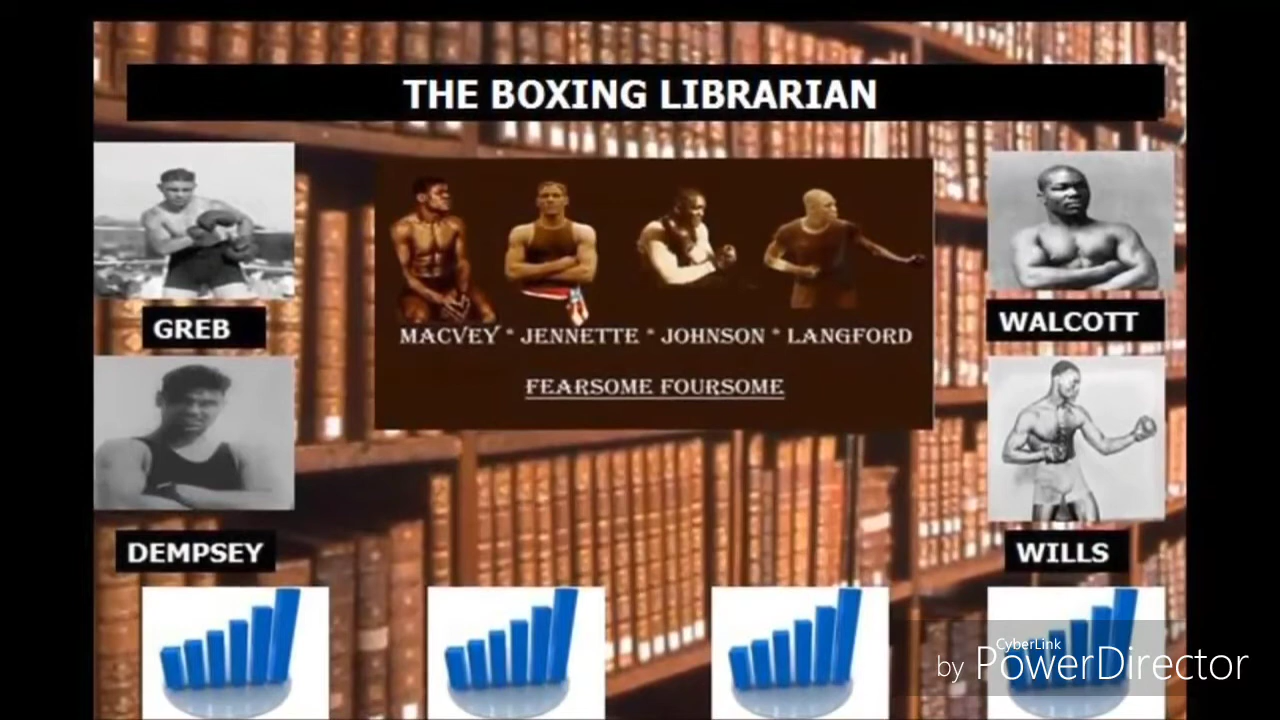 THE BOXING LIBRARIAN
GREB
MACVEY * JENNETTE * JOHNSON * LANGFORD
FEARSOME FOURSOME
WALCOTT
DEMPSEY
WILLS
CyberLink
by PowerDirector